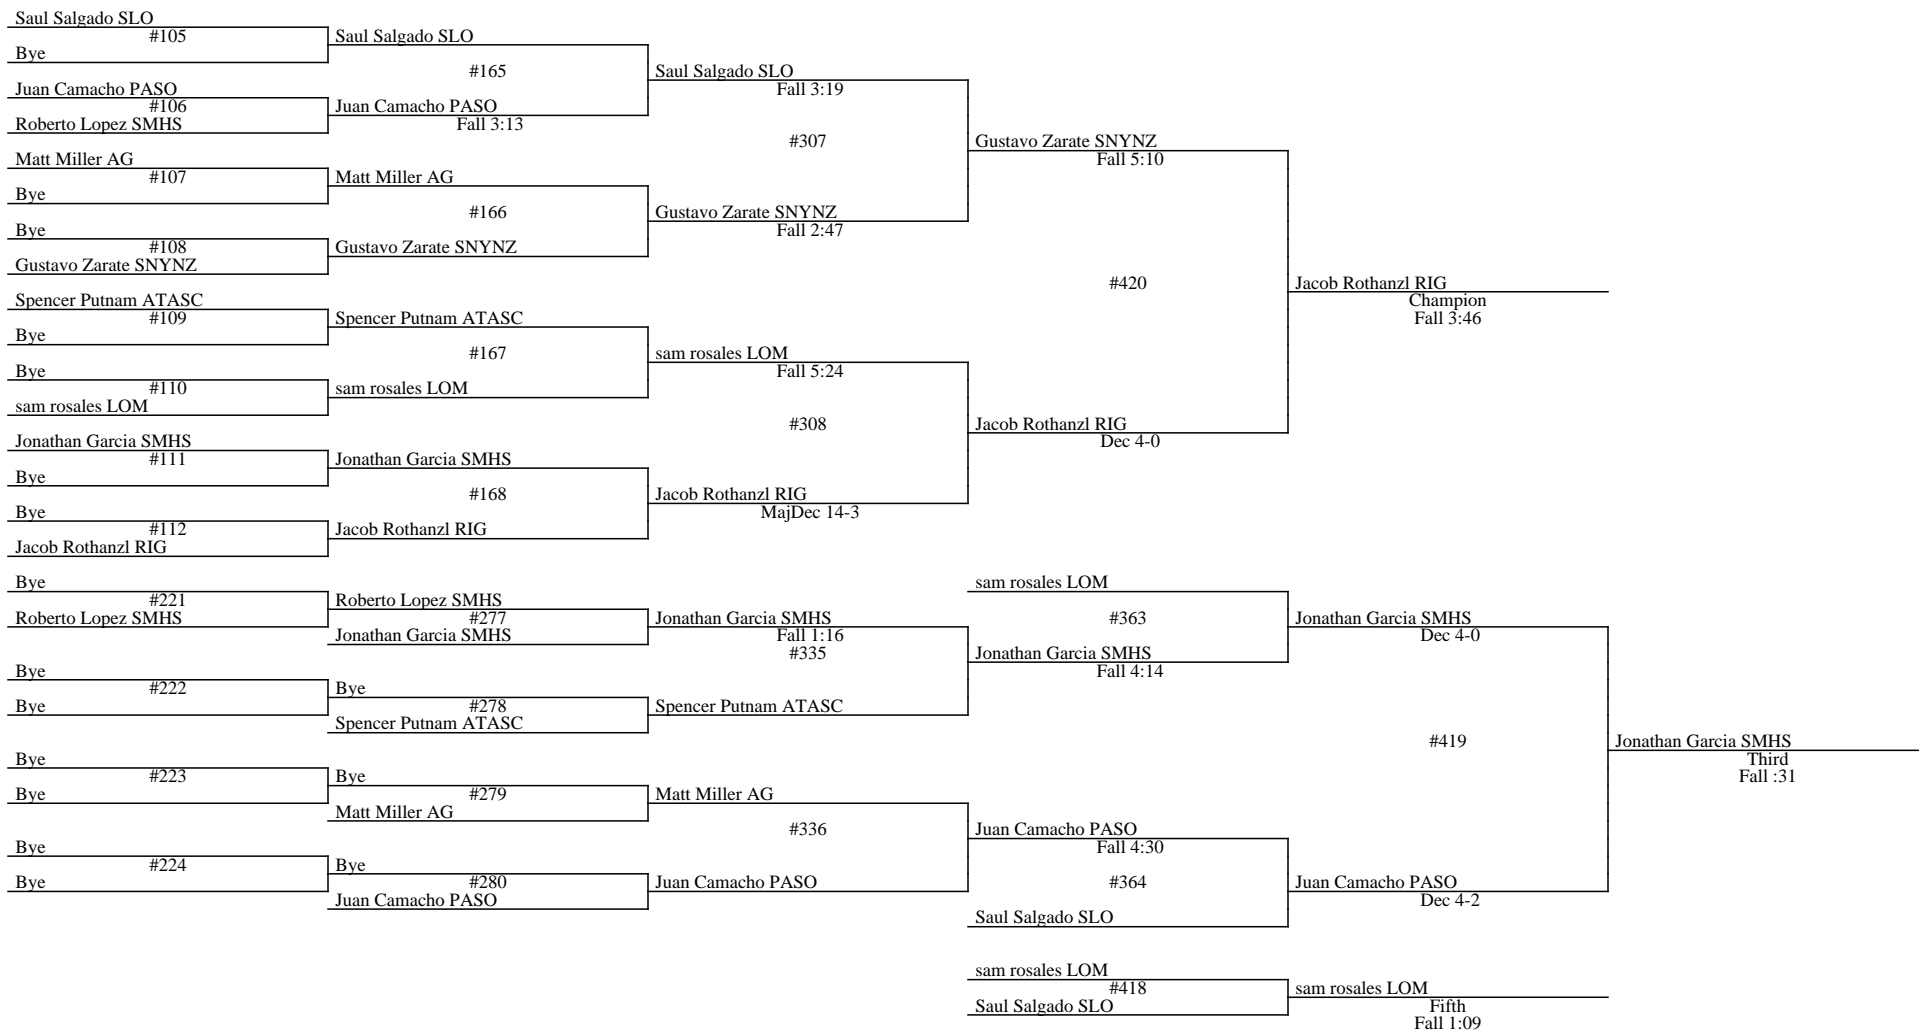 Saul Salgado SLO
#105
Bye
Saul Salgado SLO
#165
Juan Camacho PASO
#106
Roberto Lopez SMHS
Juan Camacho PASO
Fall 3:13
Saul Salgado SLO
Fall 3:19
#307
Matt Miller AG
#107
Bye
Matt Miller AG
#166
Bye
#108
Gustavo Zarate SNYNZ
Gustavo Zarate SNYNZ
Gustavo Zarate SNYNZ
Fall 2:47
Gustavo Zarate SNYNZ
Fall 5:10
#420
Spencer Putnam ATASC
#109
Bye
Spencer Putnam ATASC
#167
Bye
#110
sam rosales LOM
sam rosales LOM
sam rosales LOM
Fall 5:24
#308
Jonathan Garcia SMHS
#111
Bye
Jonathan Garcia SMHS
#168
Bye
#112
Jacob Rothanzl RIG
Jacob Rothanzl RIG
Jacob Rothanzl RIG
MajDec 14-3
Jacob Rothanzl RIG
Dec 4-0
Jacob Rothanzl RIG
Champion
Fall 3:46
Bye
#221
Roberto Lopez SMHS
Roberto Lopez SMHS
#277
Jonathan Garcia SMHS
Jonathan Garcia SMHS
Fall 1:16
#335
Bye
#222
Bye
Bye
#278
Spencer Putnam ATASC
Spencer Putnam ATASC
sam rosales LOM
#363
Jonathan Garcia SMHS
Fall 4:14
Jonathan Garcia SMHS
Dec 4-0
#419
Bye
#223
Bye
Bye
#279
Matt Miller AG
Matt Miller AG
#336
Bye
#224
Bye
Bye
#280
Juan Camacho PASO
Juan Camacho PASO
Juan Camacho PASO
Fall 4:30
#364
Saul Salgado SLO
Juan Camacho PASO
Dec 4-2
Jonathan Garcia SMHS
Third
Fall :31
sam rosales LOM
#418
Saul Salgado SLO
sam rosales LOM
Fifth
Fall 1:09